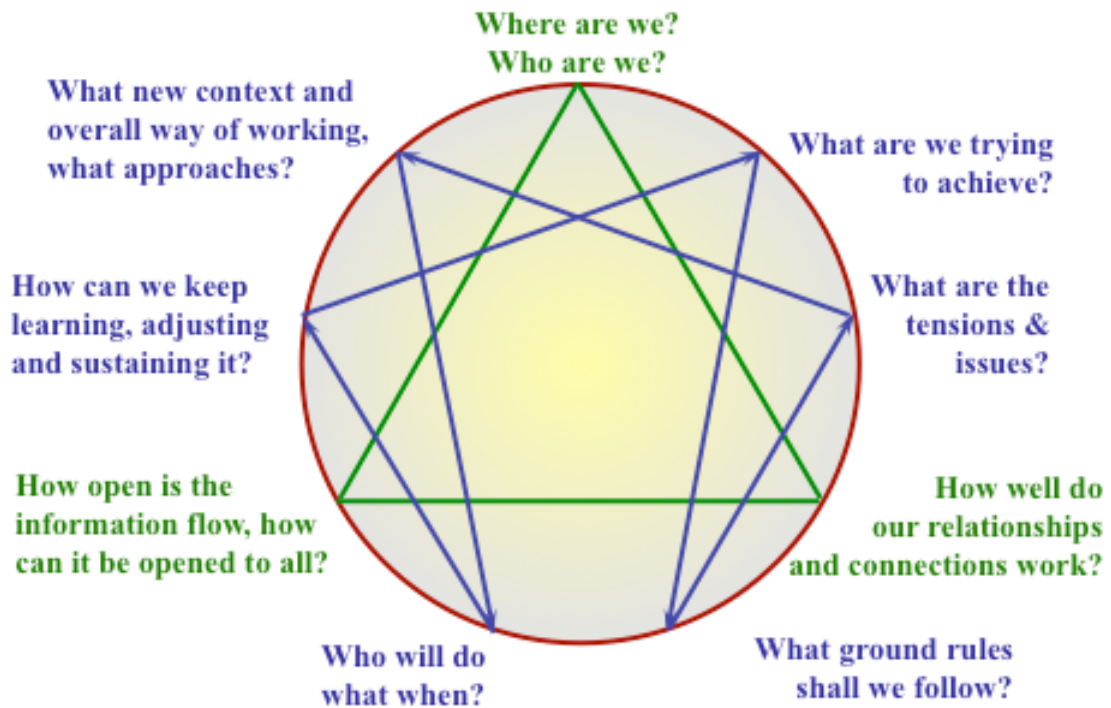 Where are we?
Who are we?
What new context and
overall way of working,
what approaches?
What are we trying
to achieve?
How can we keep
learning, adjusting
and sustaining it?
What are the
tensions &
issues?
How open is the
information flow, how
can it be opened to all?
How well do
our relationships
and connections work?
Who will do
what when?
What ground rules
shall we follow?